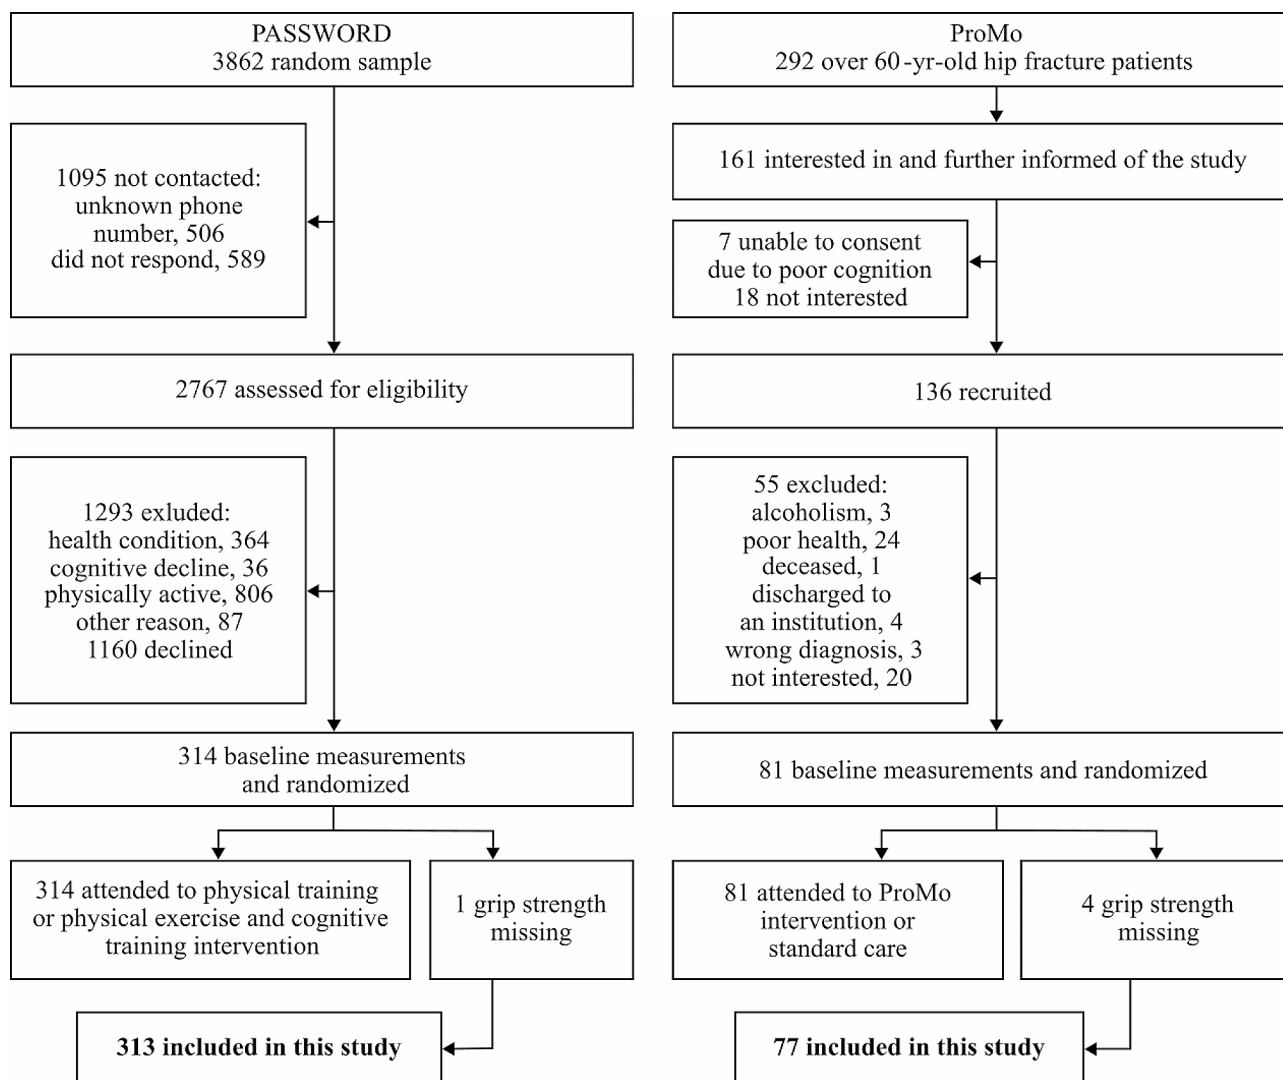 PASSWORD
3862 random sample
1095 not contacted:
unknown phone
number, 506
did not respond, 589
2767 assessed for eligibility
1293 exluded:
health condition, 364
cognitive decline, 36
physically active, 806
other reason, 87
1160 declined
314 baseline measurements
and randomized
314 attended to physical training
or physical exercise and cognitive
training intervention
1 grip strength
missing
313 included in this study
ProMo
292 over 60-yr-old hip fracture patients
161 interested in and further informed of the study
7 unable to consent
due to poor cognition
18 not interested
136 recruited
55 excluded:
alcoholism, 3
poor health, 24
deceased, 1
discharged to
an institution, 4
wrong diagnosis, 3
not interested, 20
81 baseline measurements and randomized
81 attended to ProMo
intervention or
standard care
4 grip strength
missing
77 included in this study